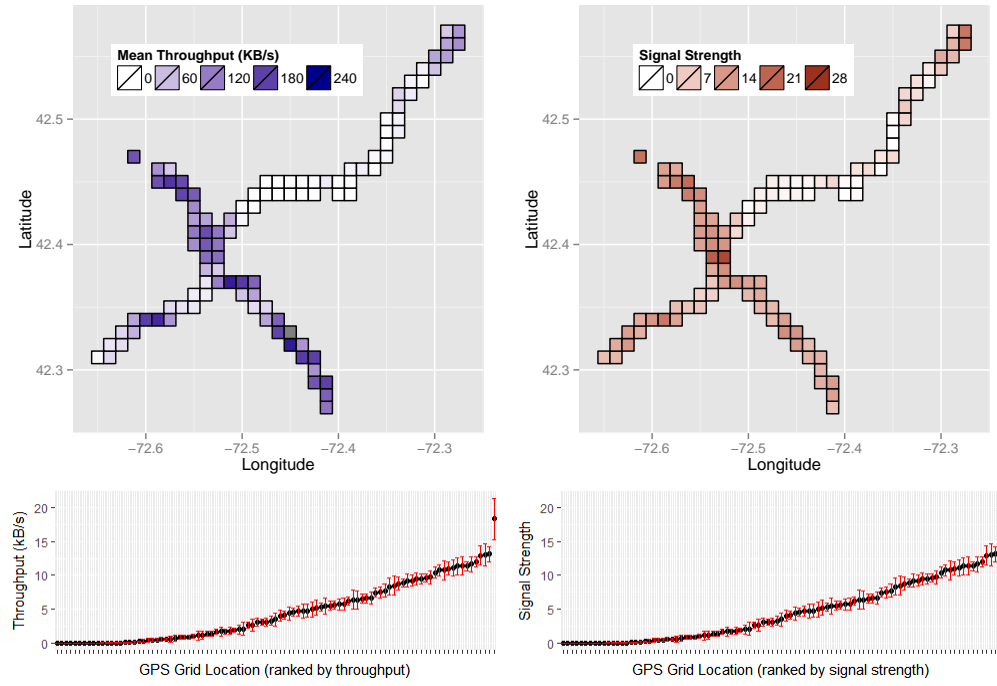 Mean Throughput (KB/s)
0 60 120 180 240
42.5
42.4
42.3
Latitude
−72.6 −72.5 −72.4 −72.3
Longitude
Signal Strength
0 7 14 21 28
42.5
42.4
42.3
Latitude
−72.6 −72.5 −72.4 −72.3
Longitude
20
15
10
5
0
Throughput (kB/s)
GPS Grid Location (ranked by throughput)
20
15
10
5
0
Signal Strength
GPS Grid Location (ranked by signal strength)